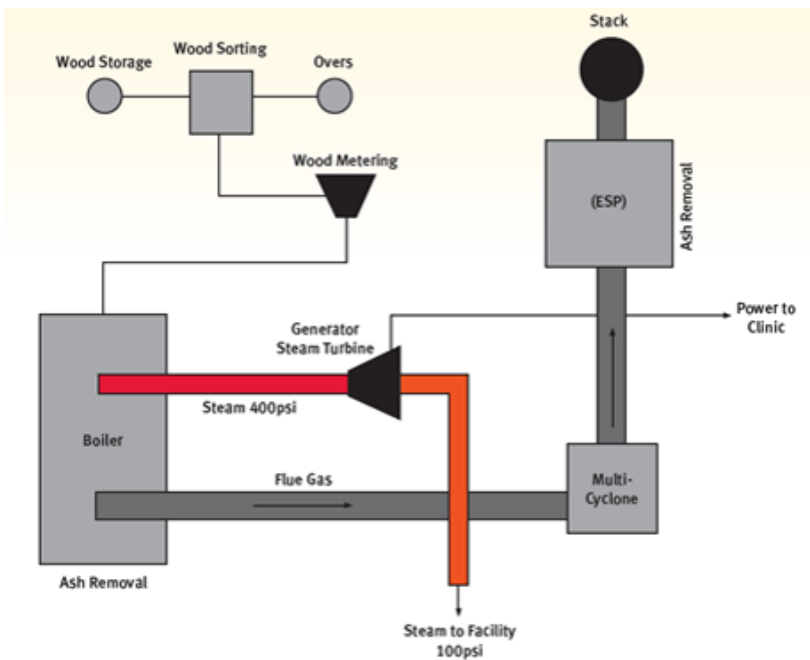 Stack
Wood Sorting
Wood Storage
Overs
Wood Metering
(ESP)
Ash Removal
Power to
Clinic
Generator
Steam Turbine
Steam 400psi
Boiler
Flue Gas
Multi-
Cyclone
Ash Removal
Steam to Facility
100psi